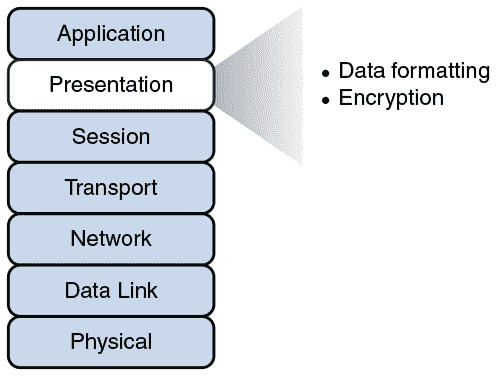 Application
Presentation
Session
Transport
Network
Data Link
Physical
• Data formatting
• Encryption